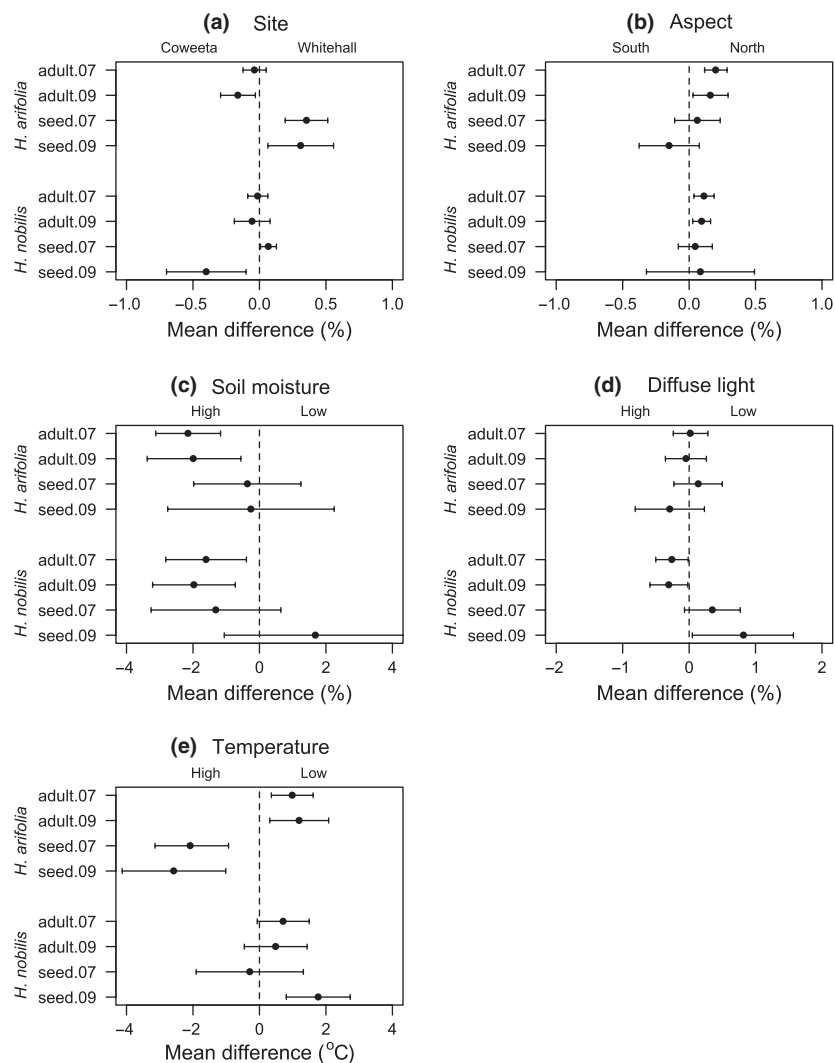 (a) Site
Coweeta Whitehall
H. arifolia
adult.07
adult.09
seed.07
seed.09
H. nobilis
adult.07
adult.09
seed.07
seed.09
−1.0 −0.5 0.0 0.5 1.0
Mean difference (%)
(b) Aspect
South North
H. arifolia
adult.07
adult.09
seed.07
seed.09
H. nobilis
adult.07
adult.09
seed.07
seed.09
−1.0 −0.5 0.0 0.5 1.0
Mean difference (%)
(c) Soil moisture
High Low
H. arifolia
adult.07
adult.09
seed.07
seed.09
H. nobilis
adult.07
adult.09
seed.07
seed.09
−4 −2 0 2 4
Mean difference (%)
(d) Diffuse light
High Low
H. arifolia
adult.07
adult.09
seed.07
seed.09
H. nobilis
adult.07
adult.09
seed.07
seed.09
−2 −1 0 1 2
Mean difference (%)
(e) Temperature
High Low
H. arifolia
adult.07
adult.09
seed.07
seed.09
H. nobilis
adult.07
adult.09
seed.07
seed.09
−4 −2 0 2 4
Mean difference (°C)